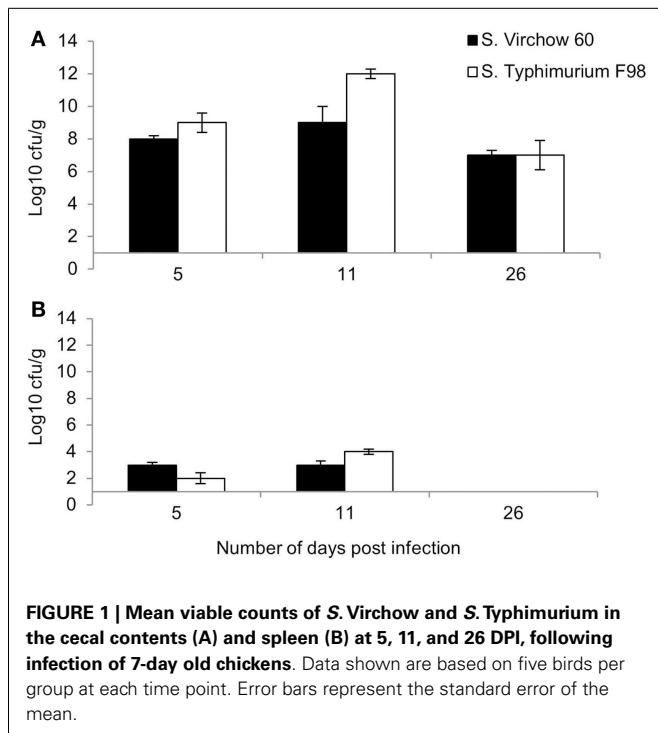 A
14
12
10
8
6
4
2
0
Log10 cfu/g
S. Virchow 60
S. Typhimurium F98
5 11 26
B
14
12
10
8
6
4
2
0
Log10 cfu/g
5 11 26
Number of days post infection
FIGURE 1 | Mean viable counts of S. Virchow and S. Typhimurium in
the cecal contents (A) and spleen (B) at 5, 11, and 26 DPI, following
infection of 7-day old chickens. Data shown are based on five birds per
group at each time point. Error bars represent the standard error of the
mean.